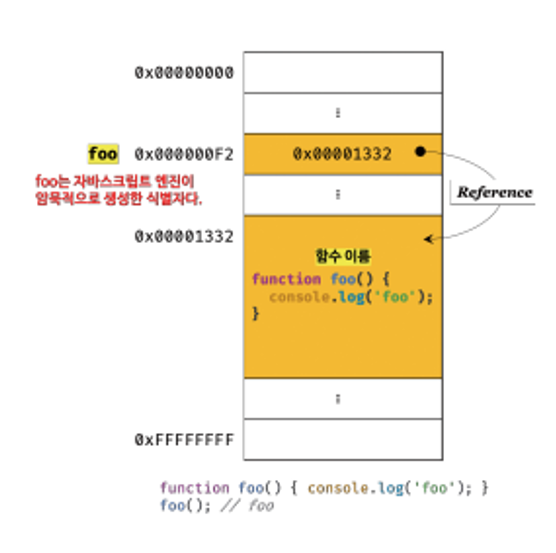 0x00000000
⋮
foo 0x000000F2 0x00001332
foo는 자바스크립트 엔진이
암묵적으로 생성한 식별자다.
⋮
Reference
0x00001332
함수 이름
function foo() {
console.log('foo');
}
⋮
0xFFFFFFFF
function foo() { console.log('foo'); }
foo(); // foo